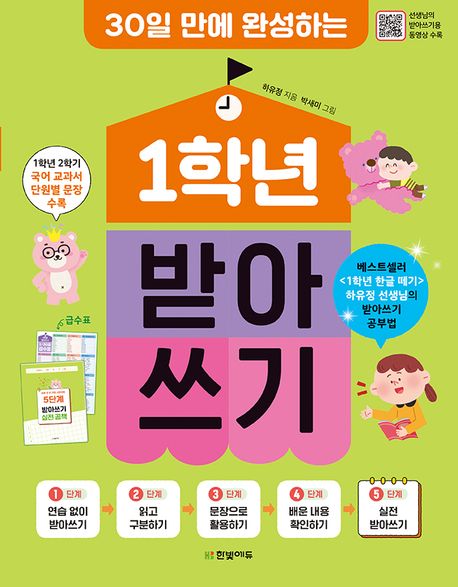 30일 만에 완성하는
선생님의
받아쓰기용
동영상 수록
하유정 지음 박새미 그림
1학년
받아
쓰기
1학년 2학기
국어 교과서
단원별 문장
수록
베스트셀러
<1학년 한글 떼기>
하유정 선생님의
받아쓰기
공부법
급수표
5단계
받아쓰기
실전 공책
1 단계
연습 없이
받아쓰기
2 단계
읽고
구분하기
3 단계
문장으로
활용하기
4 단계
배운 내용
확인하기
5 단계
실전
받아쓰기
한빛에듀